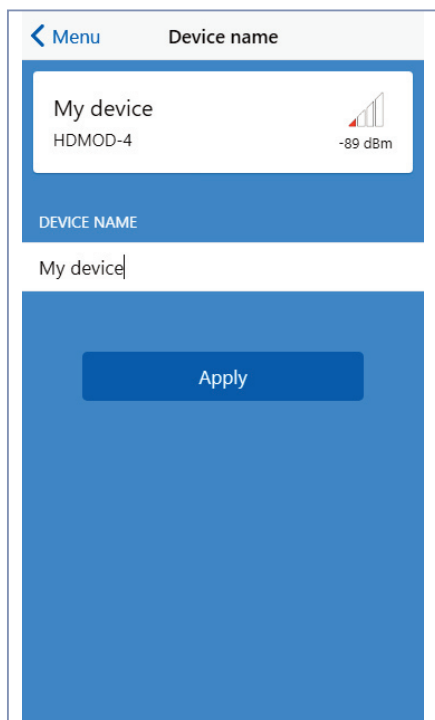 Menu Device name
My device
HDMOD-4
-89 dBm
DEVICE NAME
My device
Apply